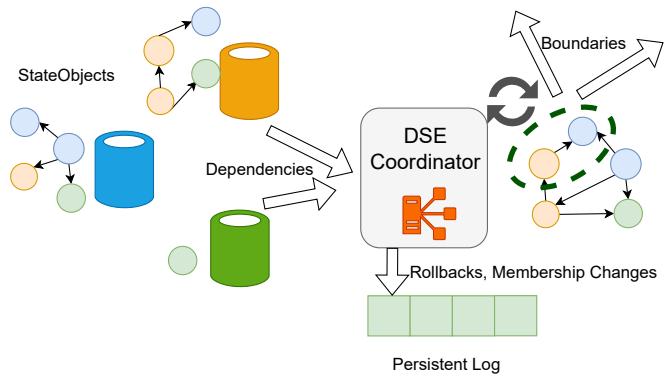 Boundaries
StateObjects
DSE
Coordinator
Dependencies
Rollbacks, Membership Changes
Persistent Log